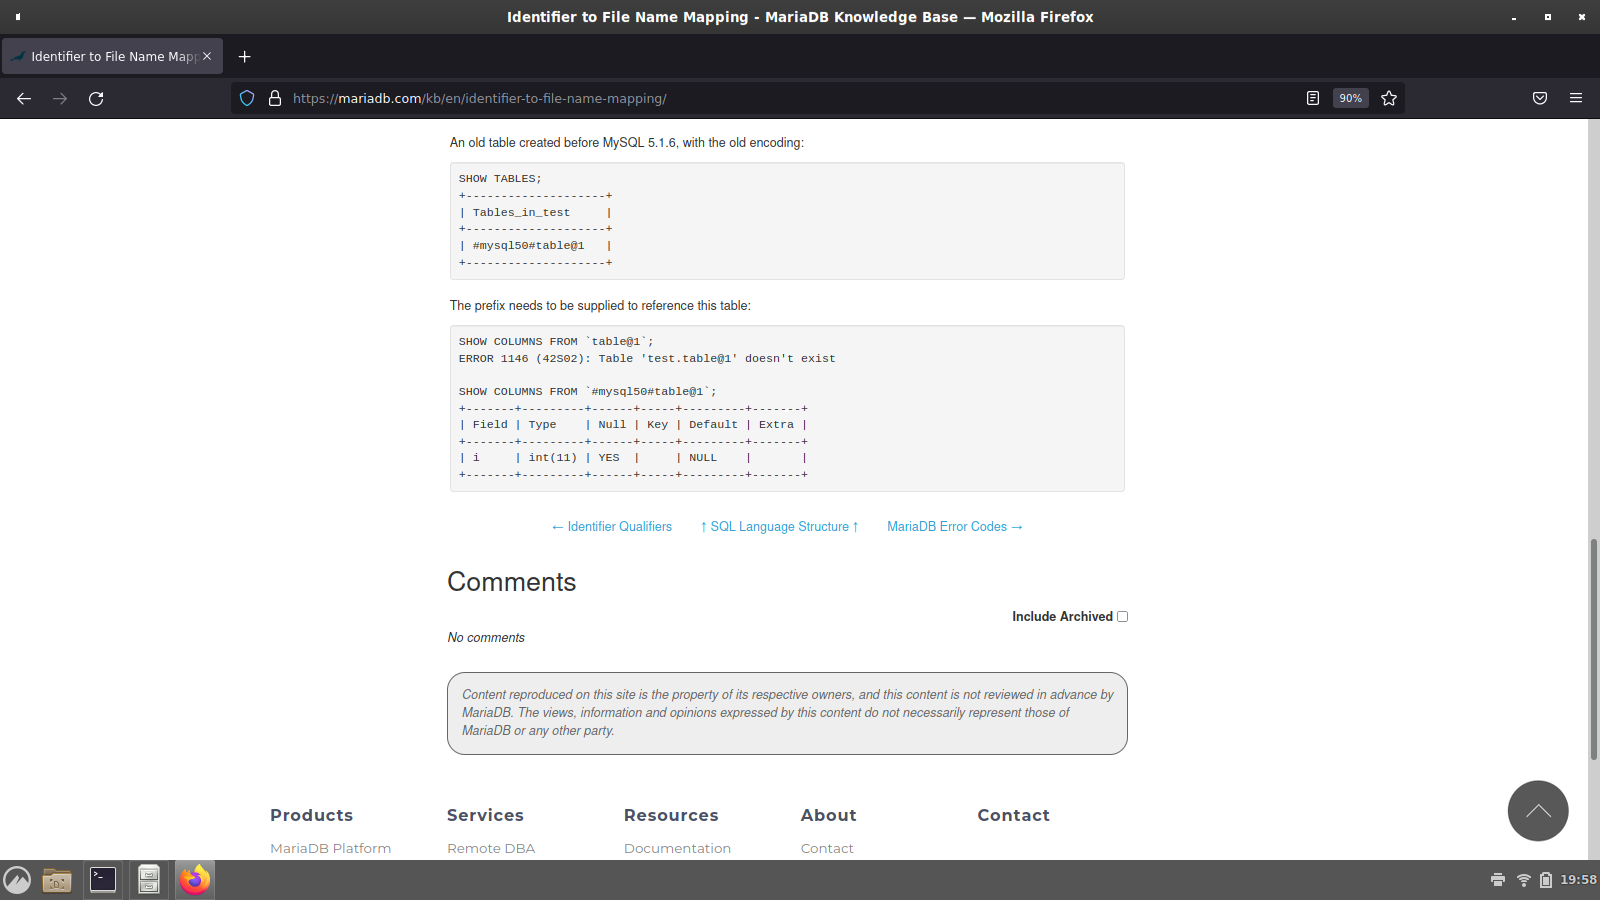 Identifier to File Name Mapping - MariaDB Knowledge Base — Mozilla Firefox
Identifier to File Name Mapp
https://mariadb.com/kb/en/identifier-to-file-name-mapping/
90%
An old table created before MySQL 5.1.6, with the old encoding:
SHOW TABLES;
+--------------------+
| Tables_in_test     |
+--------------------+
| #mysql50#table@1   |
+--------------------+
The prefix needs to be supplied to reference this table:
SHOW COLUMNS FROM `table@1`;
ERROR 1146 (42S02): Table 'test.table@1' doesn't exist
SHOW COLUMNS FROM `#mysql50#table@1`;
+-------+---------+------+-----+---------+-------+
| Field | Type    | Null | Key | Default | Extra |
+-------+---------+------+-----+---------+-------+
| i     | int(11) | YES  |     | NULL    |       |
+-------+---------+------+-----+---------+-------+
← Identifier Qualifiers ↑ SQL Language Structure ↑ MariaDB Error Codes →
Comments
Include Archived
No comments
Content reproduced on this site is the property of its respective owners, and this content is not reviewed in advance by
MariaDB. The views, information and opinions expressed by this content do not necessarily represent those of
MariaDB or any other party.
Products Services Resources About Contact
MariaDB Platform Remote DBA Documentation Contact
19:58